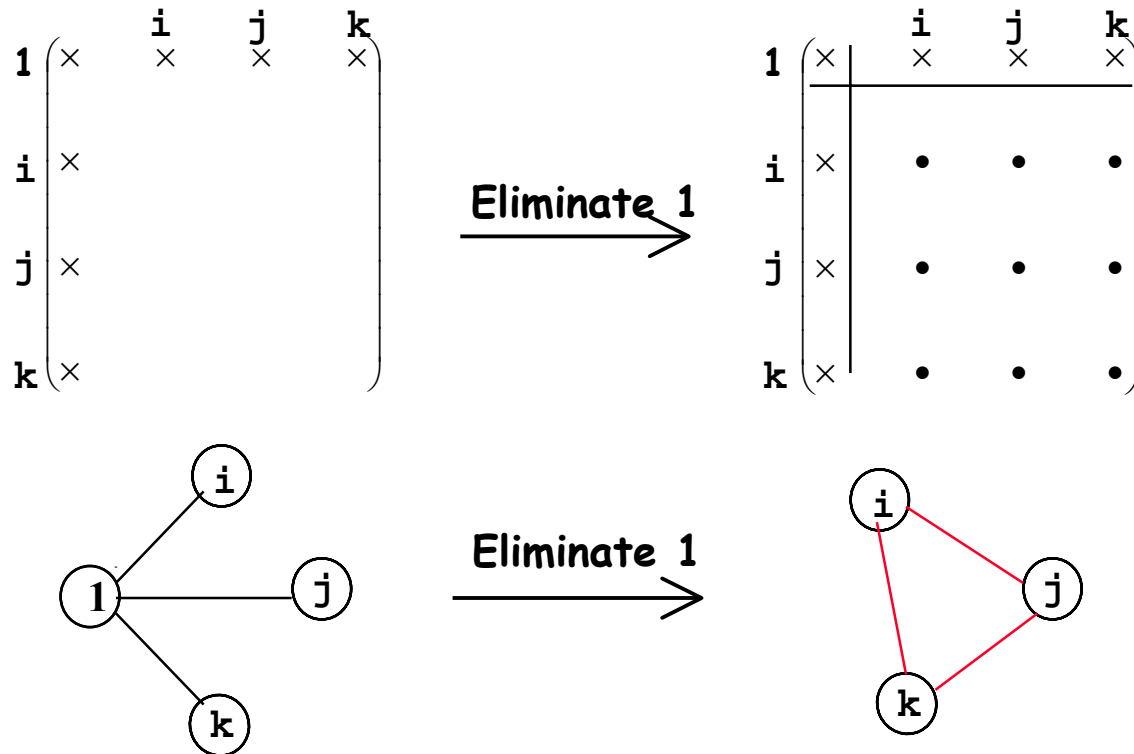 i j k
1 × × × ×
i ×
j ×
k ×
Eliminate 1
i j k
1 × × × ×
i × • • •
j × • • •
k × • • •
i
1
j
k
Eliminate 1
i
j
k